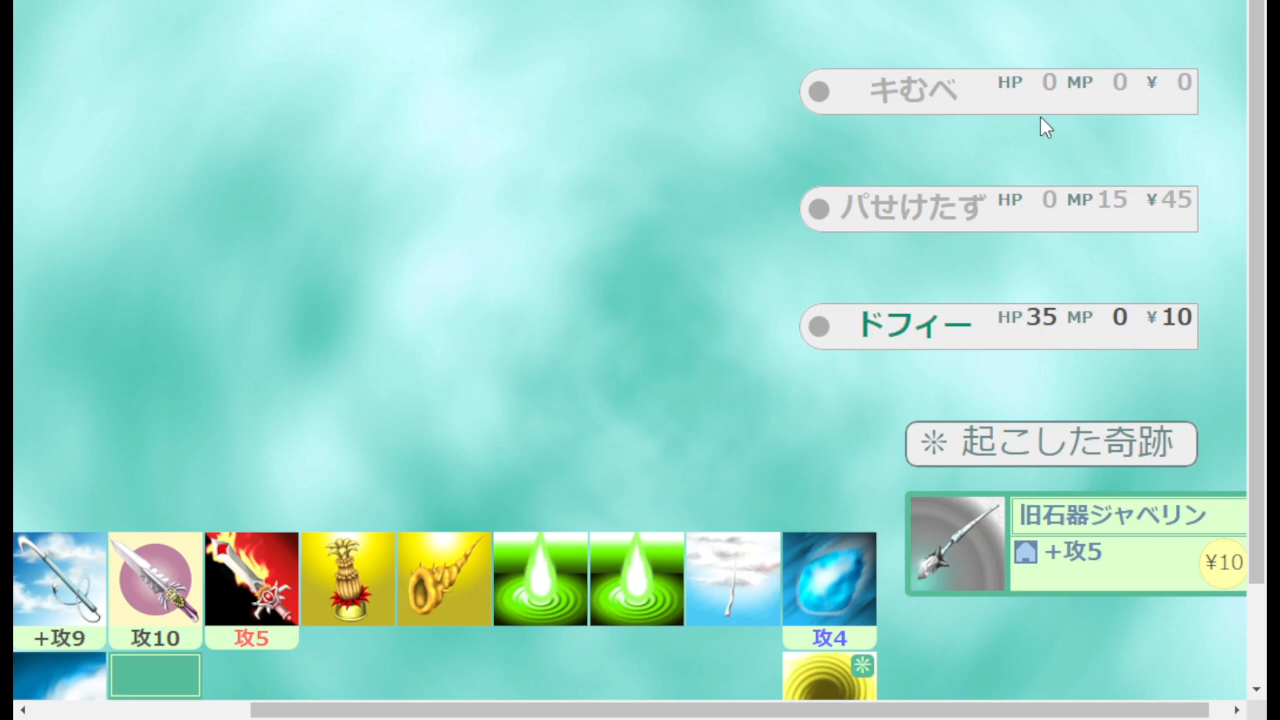 キむべ HP 0 MP 0 ¥ 0
パせけたず HP 0 MP 15 ¥ 45
ドフィー HP 35 MP 0 ¥ 10
起こした奇跡
旧石器ジャベリン
+攻5 ¥10
+攻9 攻10 攻5 攻4